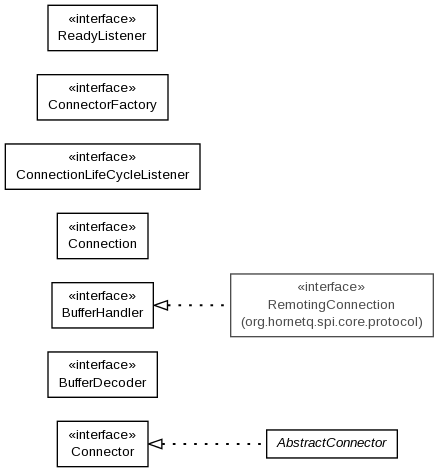 «interface»
ReadyListener
«interface»
ConnectorFactory
«interface»
ConnectionLifeCycleListener
«interface»
Connection
«interface»
BufferHandler
«interface»
RemotingConnection
(org.hornetq.spi.core.protocol)
«interface»
BufferDecoder
«interface»
Connector
AbstractConnector